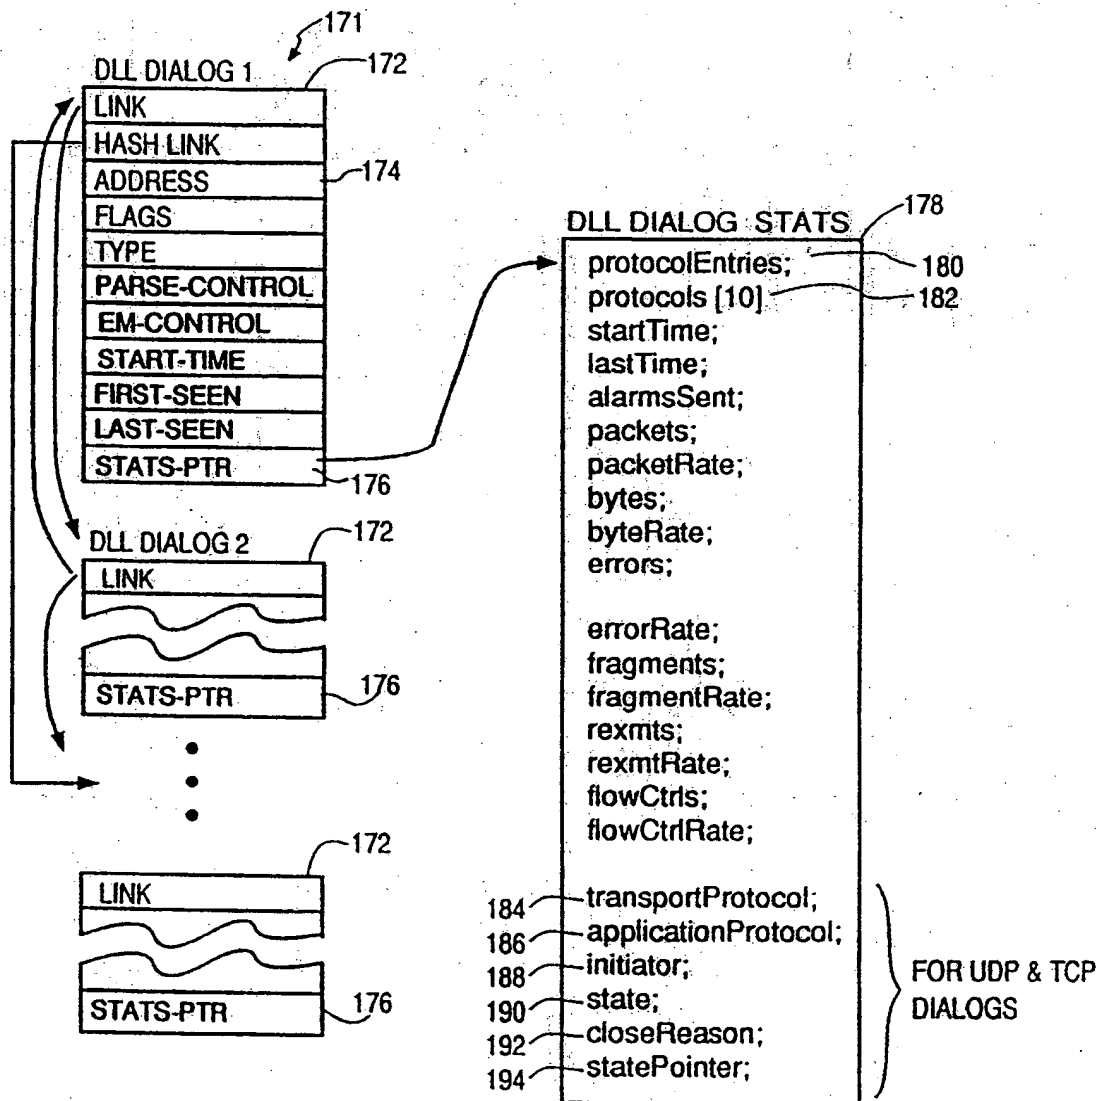 171
DLL DIALOG 1
172
LINK
HASH LINK
ADDRESS
174
FLAGS
TYPE
PARSE-CONTROL
EM-CONTROL
START-TIME
FIRST-SEEN
LAST-SEEN
STATS-PTR
176
DLL DIALOG 2
172
LINK
STATS-PTR
176
172
LINK
STATS-PTR
176
DLL DIALOG STATS
178
protocolEntries;
180
protocols [10]
182
startTime;
lastTime;
alarmsSent;
packets;
packetRate;
bytes;
byteRate;
errors;
errorRate;
fragments;
fragmentRate;
rexmts;
rexmtRate;
flowCtrls;
flowCtrlRate;
184 transportProtocol;
186 applicationProtocol;
188 initiator;
190 state;
192 closeReason;
194 statePointer;
FOR UDP & TCP
DIALOGS